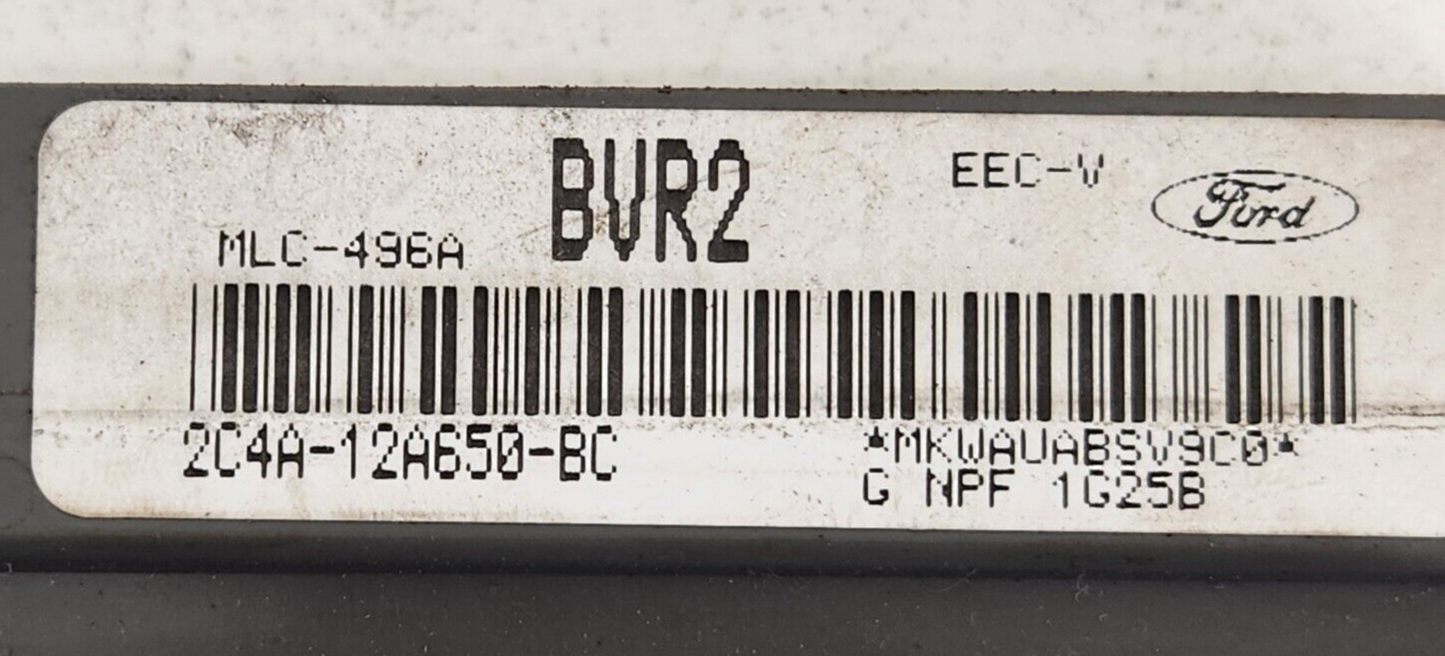 BVR2
EEC-V
Ford
MLC-496A
2C4A-12A650-BC
*MKWAUABSV9C0*
G NPF 1G25B